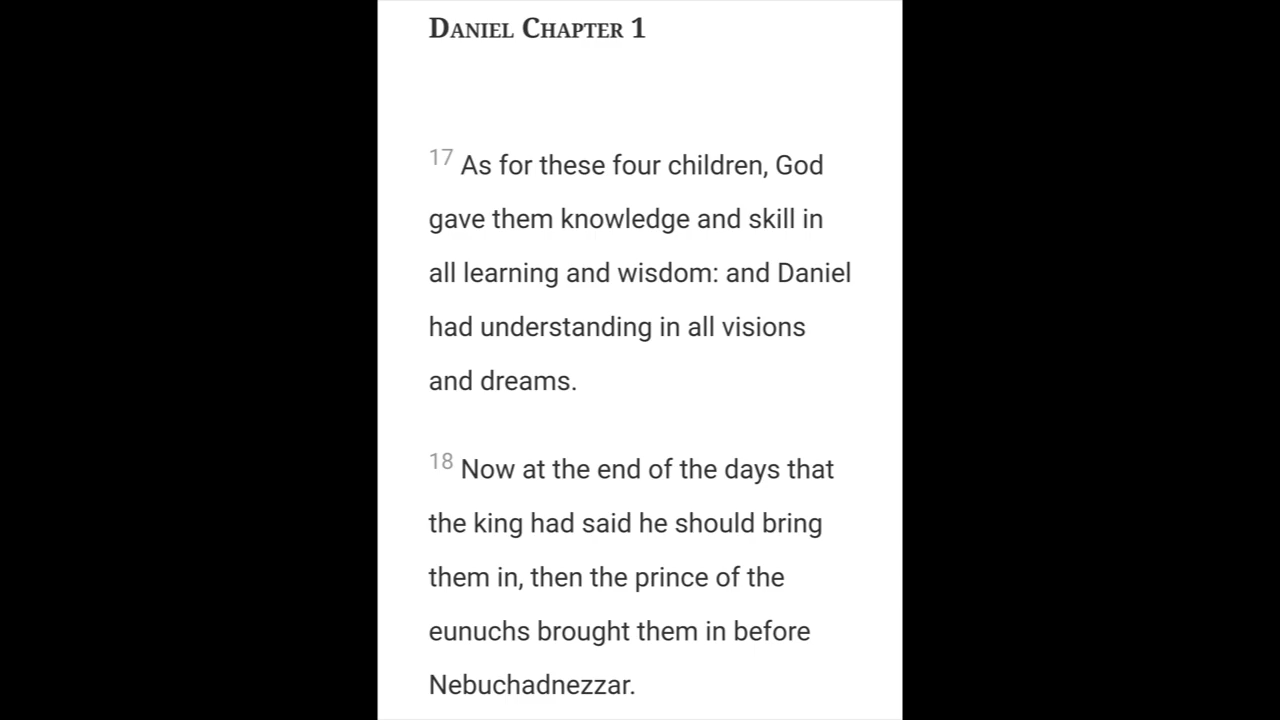 Daniel Chapter 1
17 As for these four children, God
gave them knowledge and skill in
all learning and wisdom: and Daniel
had understanding in all visions
and dreams.
18 Now at the end of the days that
the king had said he should bring
them in, then the prince of the
eunuchs brought them in before
Nebuchadnezzar.